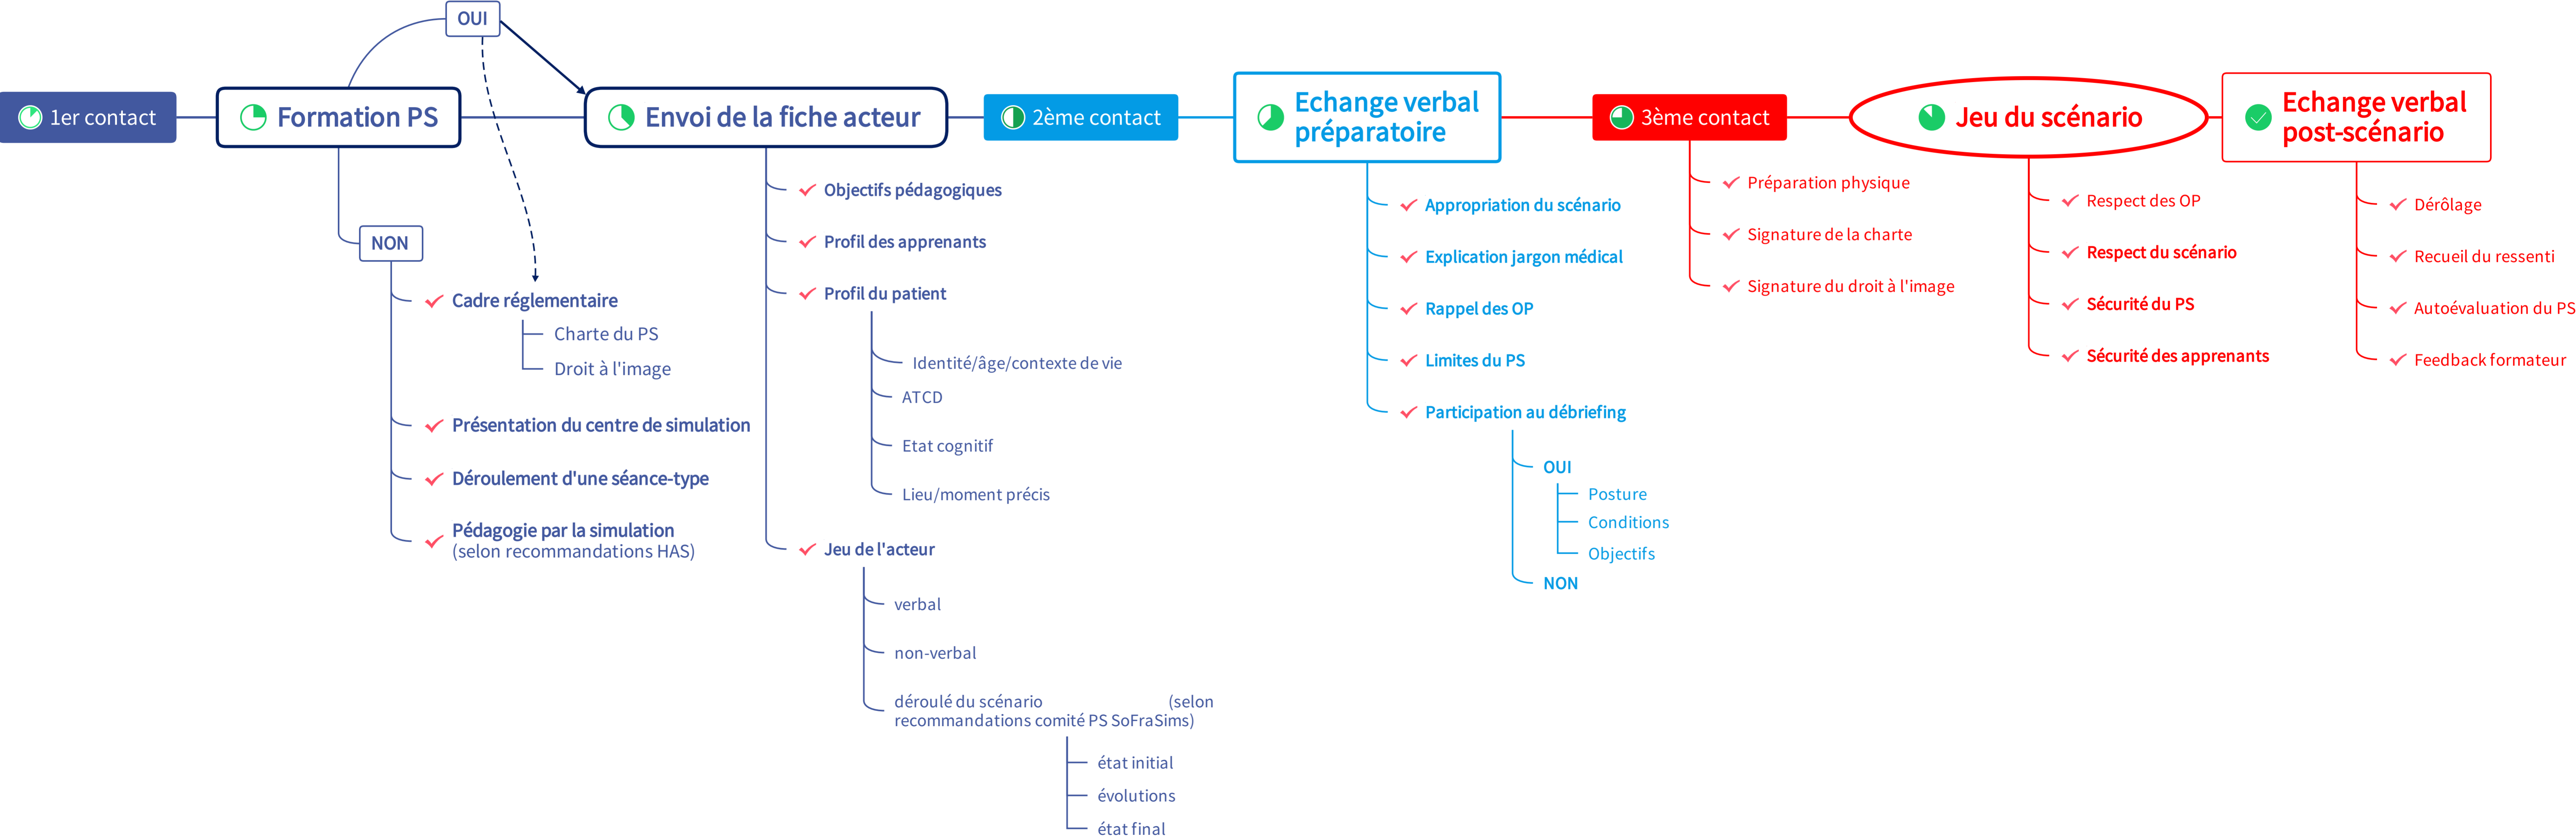 OUI
1er contact
Formation PS
Envoi de la fiche acteur
2ème contact
Echange verbal
préparatoire
3ème contact
Jeu du scénario
Echange verbal
post-scénario
NON
Cadre réglementaire
Charte du PS
Droit à l'image
Présentation du centre de simulation
Déroulement d'une séance-type
Pédagogie par la simulation
(selon recommandations HAS)
Objectifs pédagogiques
Profil des apprenants
Profil du patient
Identité/âge/contexte de vie
ATCD
Etat cognitif
Lieu/moment précis
Jeu de l'acteur
verbal
non-verbal
déroulé du scénario (selon
recommandations comité PS SoFraSims)
état initial
évolutions
état final
Appropriation du scénario
Explication jargon médical
Rappel des OP
Limites du PS
Participation au débriefing
OUI
Posture
Conditions
Objectifs
NON
Préparation physique
Signature de la charte
Signature du droit à l'image
Respect des OP
Respect du scénario
Sécurité du PS
Sécurité des apprenants
Dérôlage
Recueil du ressenti
Autoévaluation du PS
Feedback formateur